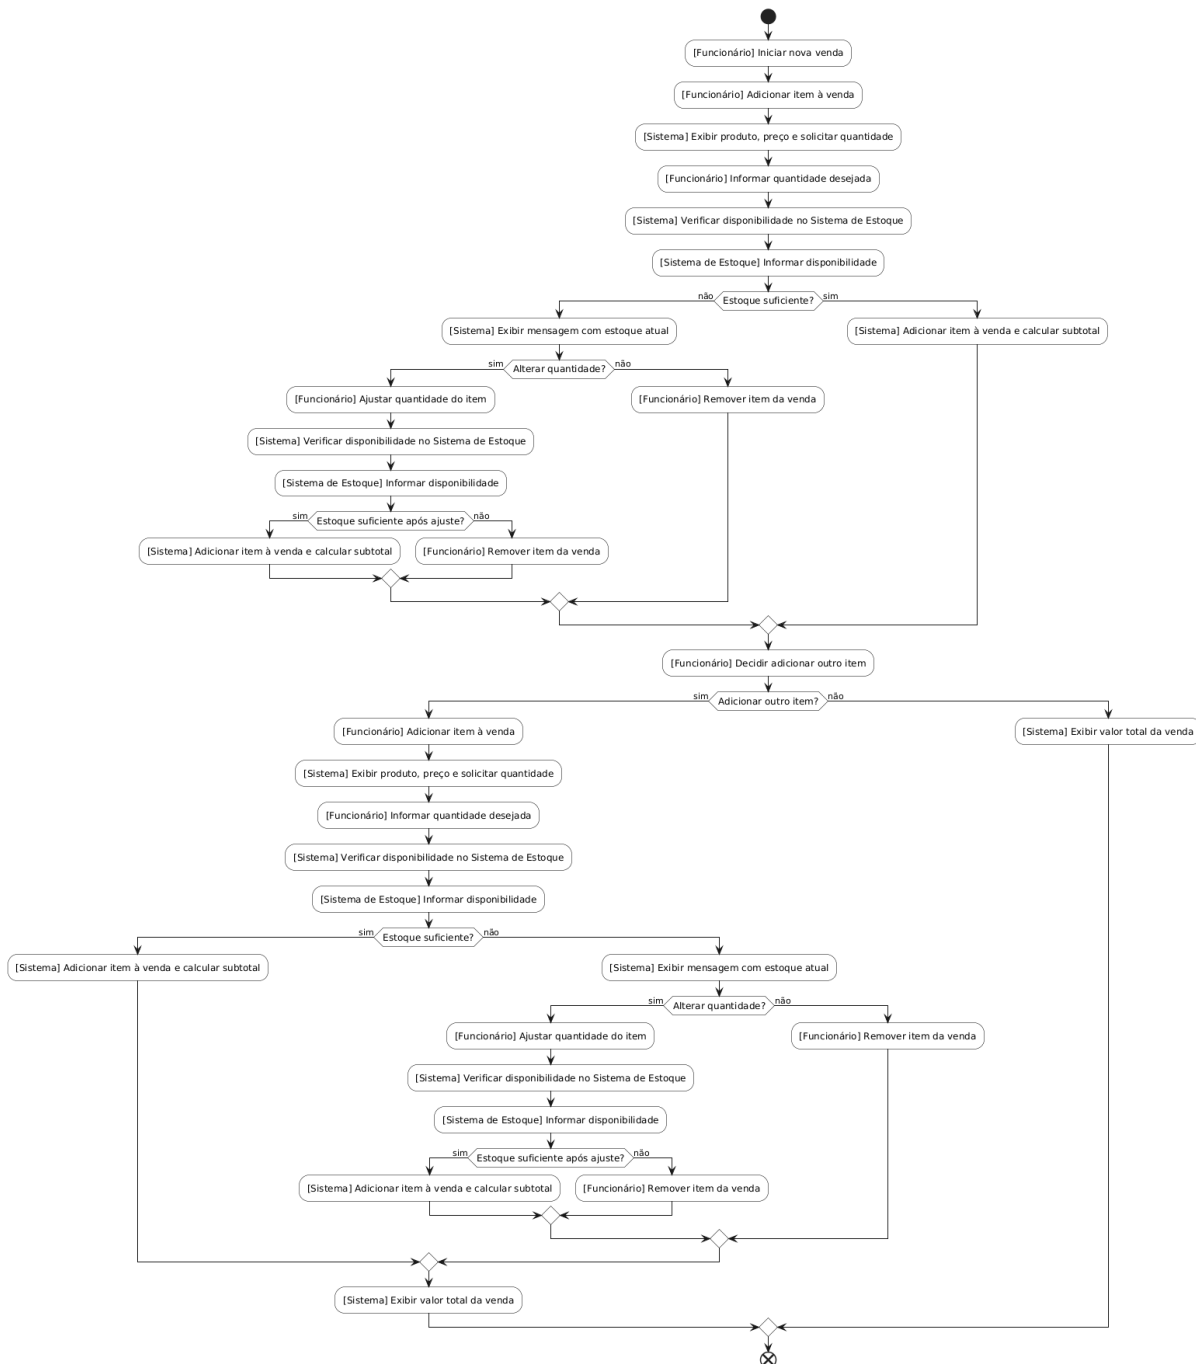 [Funcionário] Iniciar nova venda
[Funcionário] Adicionar item à venda
[Sistema] Exibir produto, preço e solicitar quantidade
[Funcionário] Informar quantidade desejada
[Sistema] Verificar disponibilidade no Sistema de Estoque
[Sistema de Estoque] Informar disponibilidade
não
Estoque suficiente?
sim
[Sistema] Exibir mensagem com estoque atual
[Sistema] Adicionar item à venda e calcular subtotal
sim
Alterar quantidade?
não
[Funcionário] Ajustar quantidade do item
[Funcionário] Remover item da venda
[Sistema] Verificar disponibilidade no Sistema de Estoque
[Sistema de Estoque] Informar disponibilidade
sim
Estoque suficiente após ajuste?
não
[Sistema] Adicionar item à venda e calcular subtotal
[Funcionário] Remover item da venda
[Funcionário] Decidir adicionar outro item
sim
Adicionar outro item?
não
[Funcionário] Adicionar item à venda
[Sistema] Exibir valor total da venda
[Sistema] Exibir produto, preço e solicitar quantidade
[Funcionário] Informar quantidade desejada
[Sistema] Verificar disponibilidade no Sistema de Estoque
[Sistema de Estoque] Informar disponibilidade
sim
Estoque suficiente?
não
[Sistema] Adicionar item à venda e calcular subtotal
[Sistema] Exibir mensagem com estoque atual
sim
Alterar quantidade?
não
[Funcionário] Ajustar quantidade do item
[Funcionário] Remover item da venda
[Sistema] Verificar disponibilidade no Sistema de Estoque
[Sistema de Estoque] Informar disponibilidade
sim
Estoque suficiente após ajuste?
não
[Sistema] Adicionar item à venda e calcular subtotal
[Funcionário] Remover item da venda
[Sistema] Exibir valor total da venda